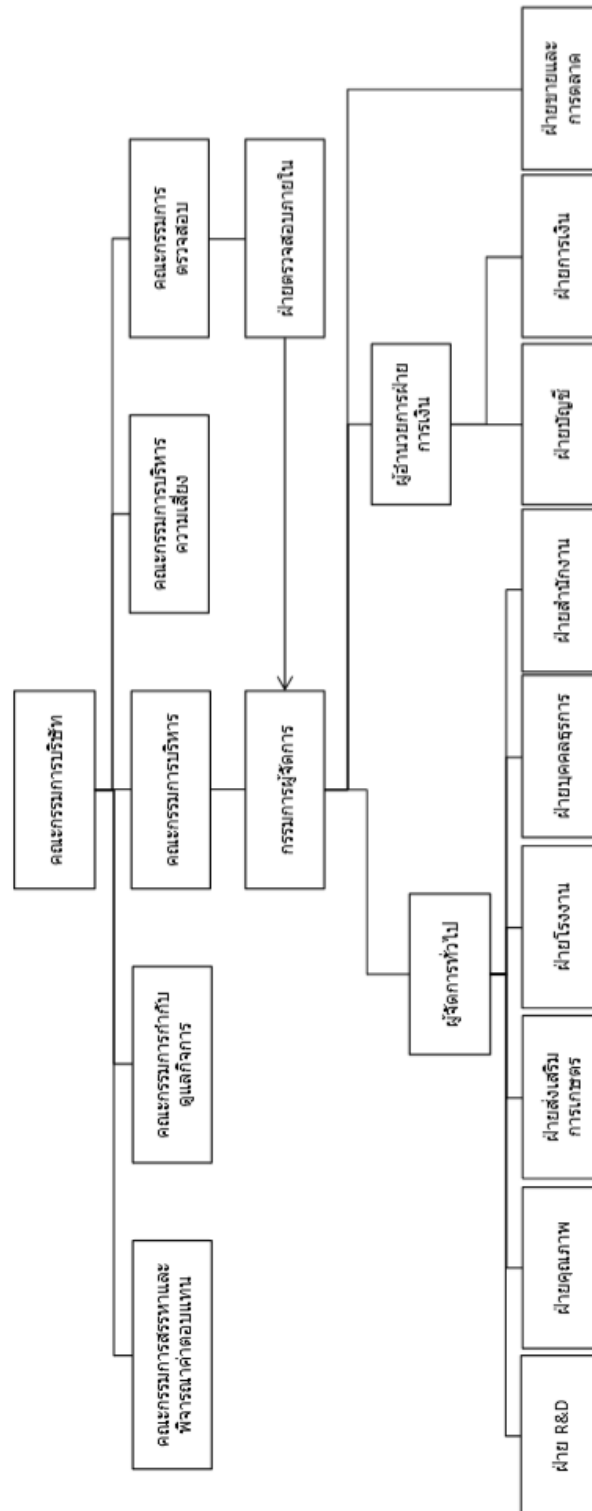 คณะกรรมการบริษัท
คณะกรรมการสรรหาและ
พิจารณาค่าตอบแทน
คณะกรรมการกำกับ
ดูแลกิจการ
คณะกรรมการบริหาร
คณะกรรมการบริหาร
ความเสี่ยง
คณะกรรมการ
ตรวจสอบ
กรรมการผู้จัดการ
ฝ่ายตรวจสอบภายใน
ผู้จัดการทั่วไป
ผู้อำนวยการฝ่าย
การเงิน
ฝ่าย R&D
ฝ่ายคุณภาพ
ฝ่ายส่งเสริม
การเกษตร
ฝ่ายโรงงาน
ฝ่ายบุคคลธุรการ
ฝ่ายสำนักงาน
ฝ่ายบัญชี
ฝ่ายการเงิน
ฝ่ายขายและ
การตลาด